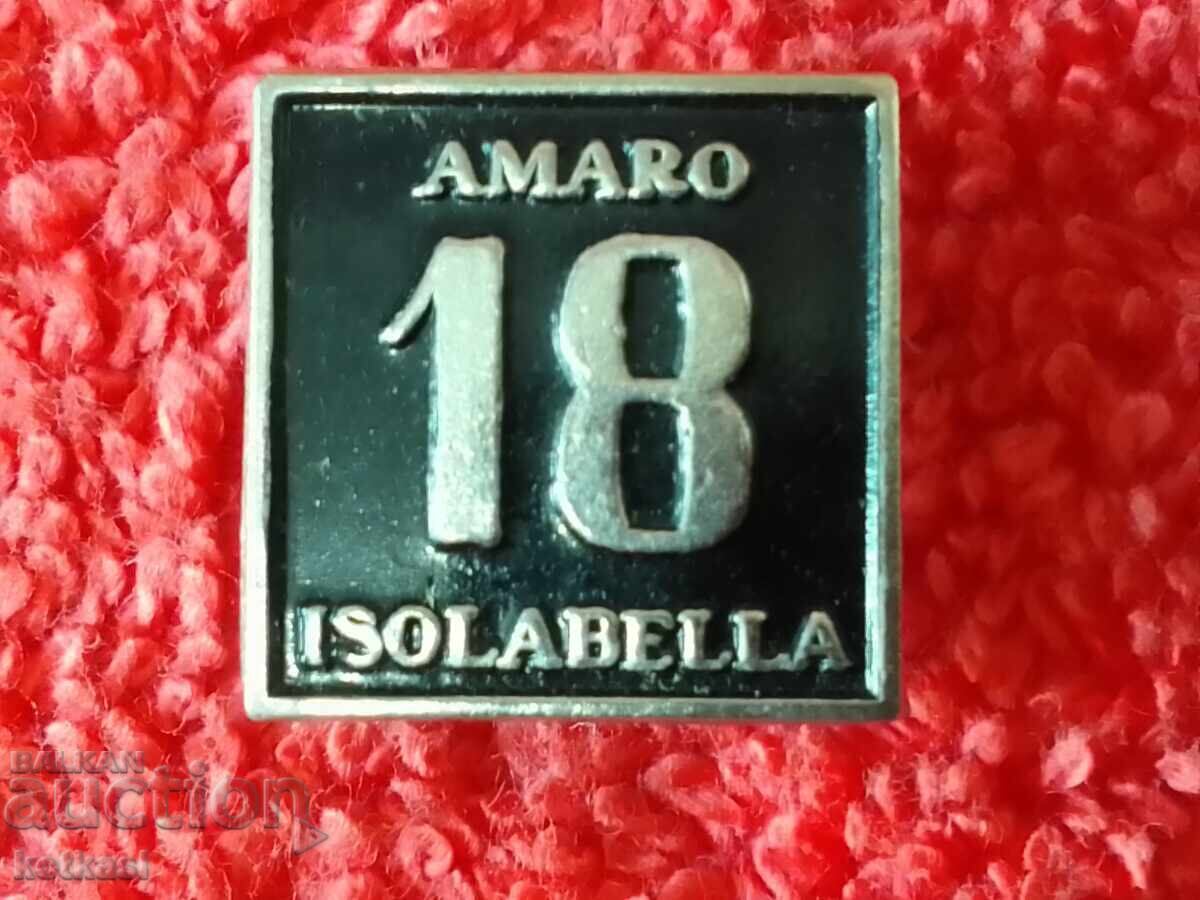 AMARO
18
ISOLABELLA
BALKAN
auction
ketkasi